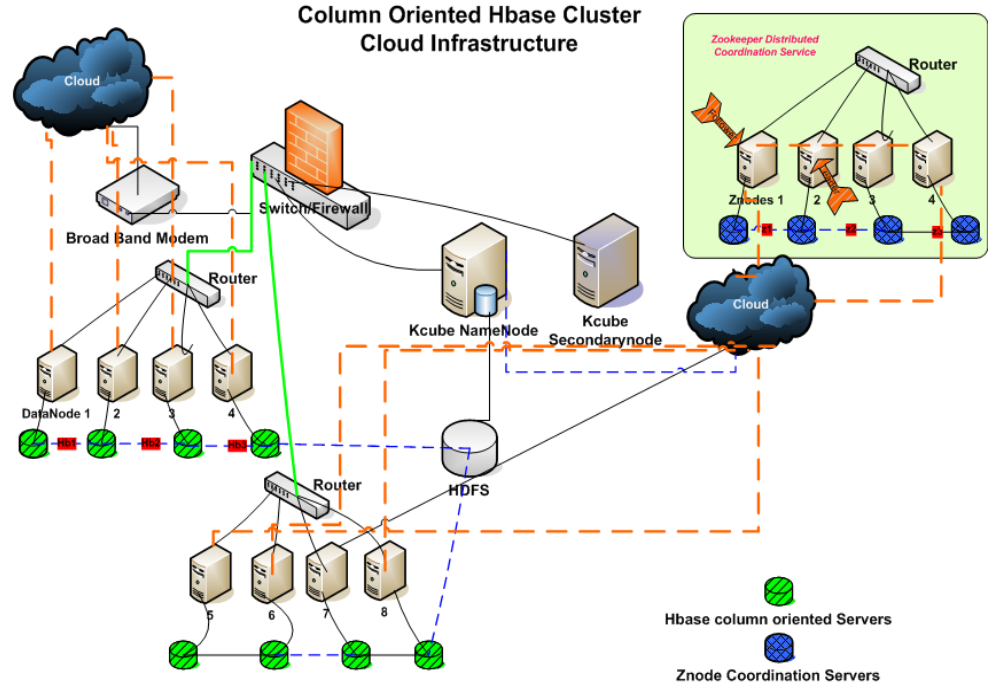 Column Oriented Hbase Cluster
Cloud Infrastructure
Zookeeper Distributed
Coordination Service
Router
Cloud
Switch/Firewall
Broad Band Modem
Znodes 1
2
3
4
z1
z2
Router
Kcube NameNode
Kcube
Secondarynode
Cloud
DataNode 1
2
3
4
Hb1
Hb2
Hb3
HDFS
Router
5
6
7
8
Hbase column oriented Servers
Znode Coordination Servers